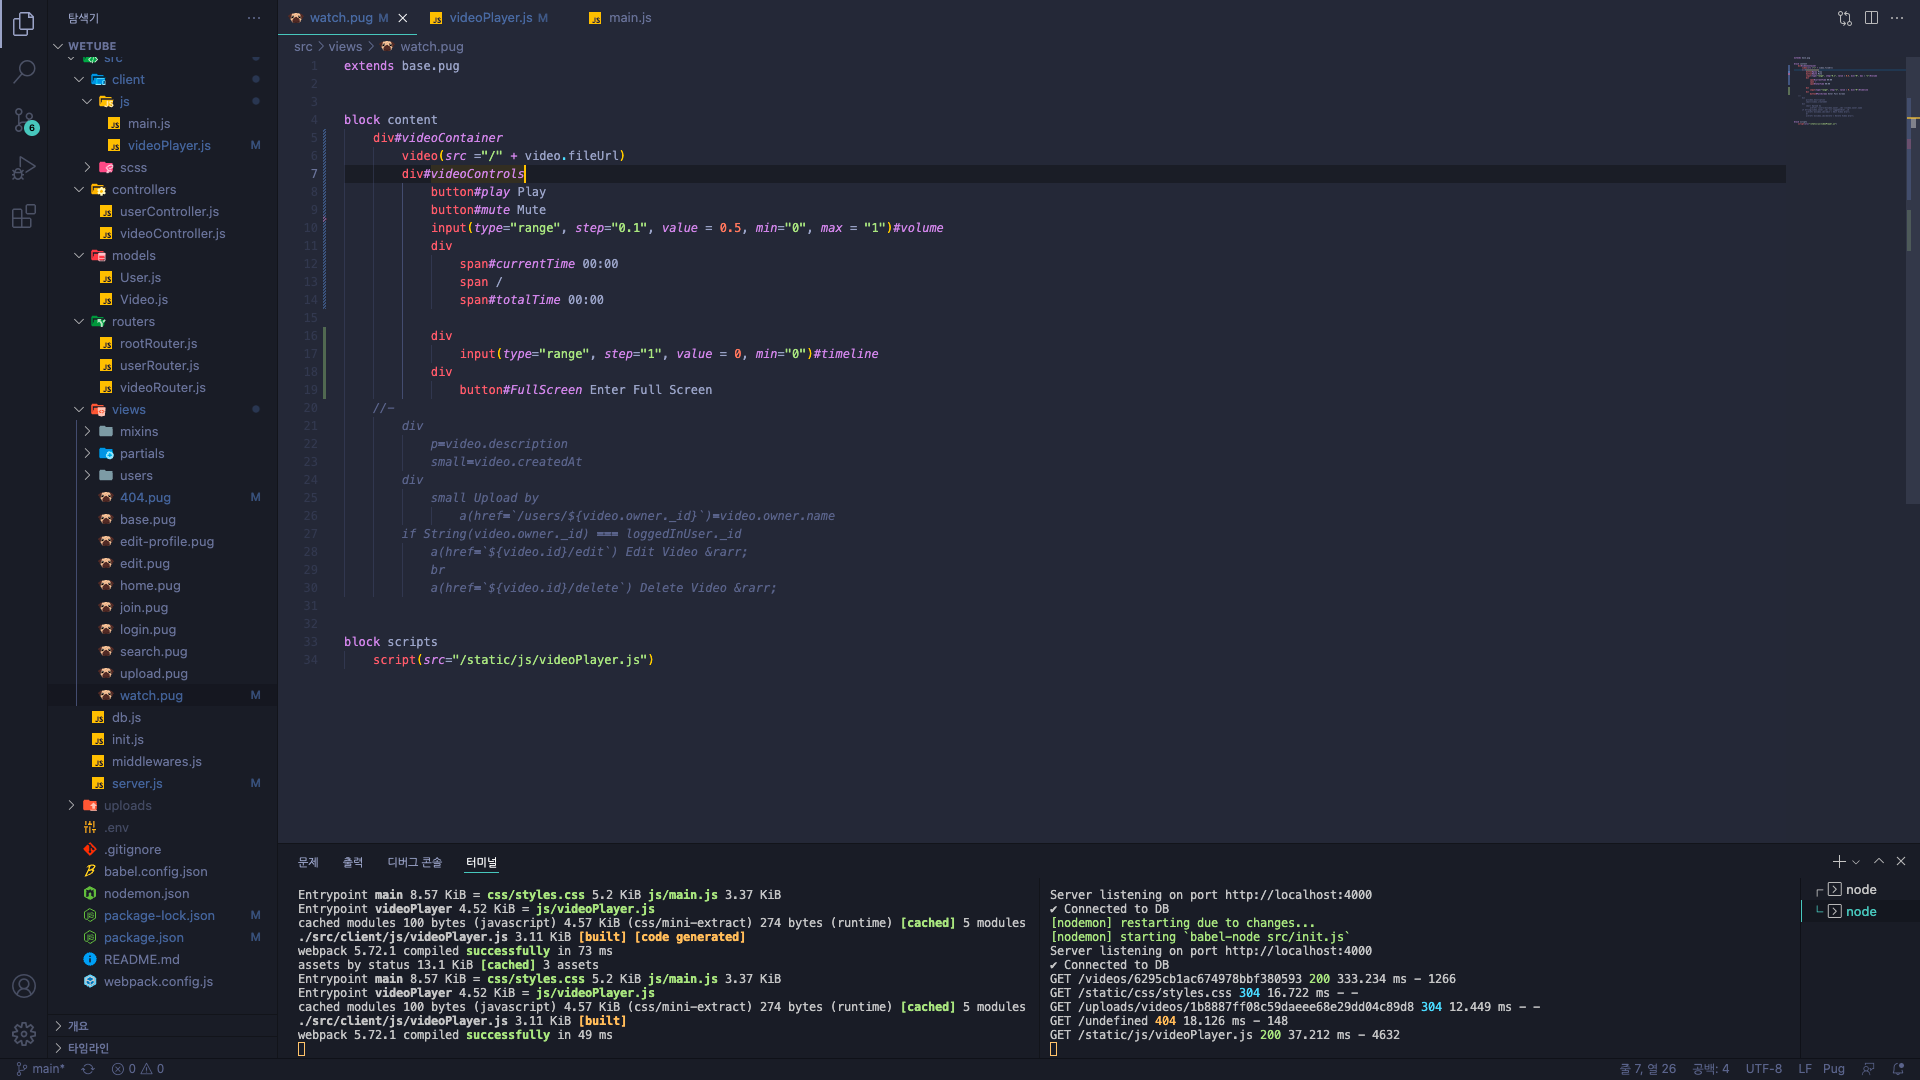 탐색기
WETUBE
src
client
js
main.js
videoPlayer.js M
scss
controllers
userController.js
videoController.js
models
User.js
Video.js
routers
rootRouter.js
userRouter.js
videoRouter.js
views
mixins
partials
users
404.pug M
base.pug
edit-profile.pug
edit.pug
home.pug
join.pug
login.pug
search.pug
upload.pug
watch.pug M
db.js
init.js
middlewares.js
server.js M
uploads
.env
.gitignore
babel.config.json
nodemon.json
package-lock.json M
package.json M
README.md
webpack.config.js
개요
타임라인
6
watch.pug M videoPlayer.js M main.js
src > views > watch.pug
1 extends base.pug
2
3
4 block content
5 div#videoContainer
6 video(src ="/" + video.fileUrl)
7 div#videoControls
8 button#play Play
9 button#mute Mute
10 input(type="range", step="0.1", value = 0.5, min="0", max = "1")#volume
11 div
12 span#currentTime 00:00
13 span /
14 span#totalTime 00:00
15
16 div
17 input(type="range", step="1", value = 0, min="0")#timeline
18 div
19 button#FullScreen Enter Full Screen
20 //-
21 div
22 p=video.description
23 small=video.createdAt
24 div
25 small Upload by
26 a(href=`/users/${video.owner._id}`)=video.owner.name
27 if String(video.owner._id) === loggedInUser._id
28 a(href=`${video.id}/edit`) Edit Video &rarr;
29 br
30 a(href=`${video.id}/delete`) Delete Video &rarr;
31
32
33 block scripts
34 script(src="/static/js/videoPlayer.js")
문제 출력 디버그 콘솔 터미널
Entrypoint main 8.57 KiB = css/styles.css 5.2 KiB js/main.js 3.37 KiB
Entrypoint videoPlayer 4.52 KiB = js/videoPlayer.js
cached modules 100 bytes (javascript) 4.57 KiB (css/mini-extract) 274 bytes (runtime) [cached] 5 modules
./src/client/js/videoPlayer.js 3.11 KiB [built] [code generated]
webpack 5.72.1 compiled successfully in 73 ms
assets by status 13.1 KiB [cached] 3 assets
Entrypoint main 8.57 KiB = css/styles.css 5.2 KiB js/main.js 3.37 KiB
Entrypoint videoPlayer 4.52 KiB = js/videoPlayer.js
cached modules 100 bytes (javascript) 4.57 KiB (css/mini-extract) 274 bytes (runtime) [cached] 5 modules
./src/client/js/videoPlayer.js 3.11 KiB [built]
webpack 5.72.1 compiled successfully in 49 ms
Server listening on port http://localhost:4000
✔ Connected to DB
[nodemon] restarting due to changes...
[nodemon] starting `babel-node src/init.js`
Server listening on port http://localhost:4000
✔ Connected to DB
GET /videos/6295cb1ac674978bbf380593 200 333.234 ms - 1266
GET /static/css/styles.css 304 16.722 ms - -
GET /uploads/videos/1b8887ff08c59daeee68e29dd04c89d8 304 12.449 ms - -
GET /undefined 404 18.126 ms - 148
GET /static/js/videoPlayer.js 200 37.212 ms - 4632
node
node
main* 0 0 줄 7, 열 26 공백: 4 UTF-8 LF Pug